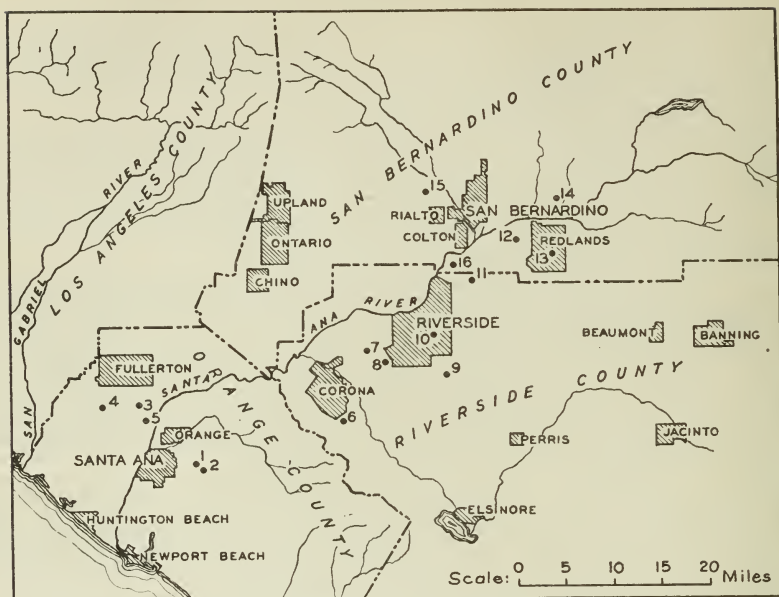 SAN BERNARDINO COUNTY
LOS ANGELES COUNTY
SAN GABRIEL RIVER
UPLAND
15
14
RIALTO
SAN BERNARDINO
ONTARIO
COLTON
12
REDLANDS
13
16
CHINO
11
SANTA ANA RIVER
RIVERSIDE
10
BEAUMONT
BANNING
7
8
9
FULLERTON
ORANGE COUNTY
CORONA
RIVERSIDE COUNTY
4
3
5
6
ORANGE
PERRIS
JACINTO
SANTA ANA
1
2
HUNTINGTON BEACH
ELSINORE
NEWPORT BEACH
Scale: 0 5 10 15 20 Miles